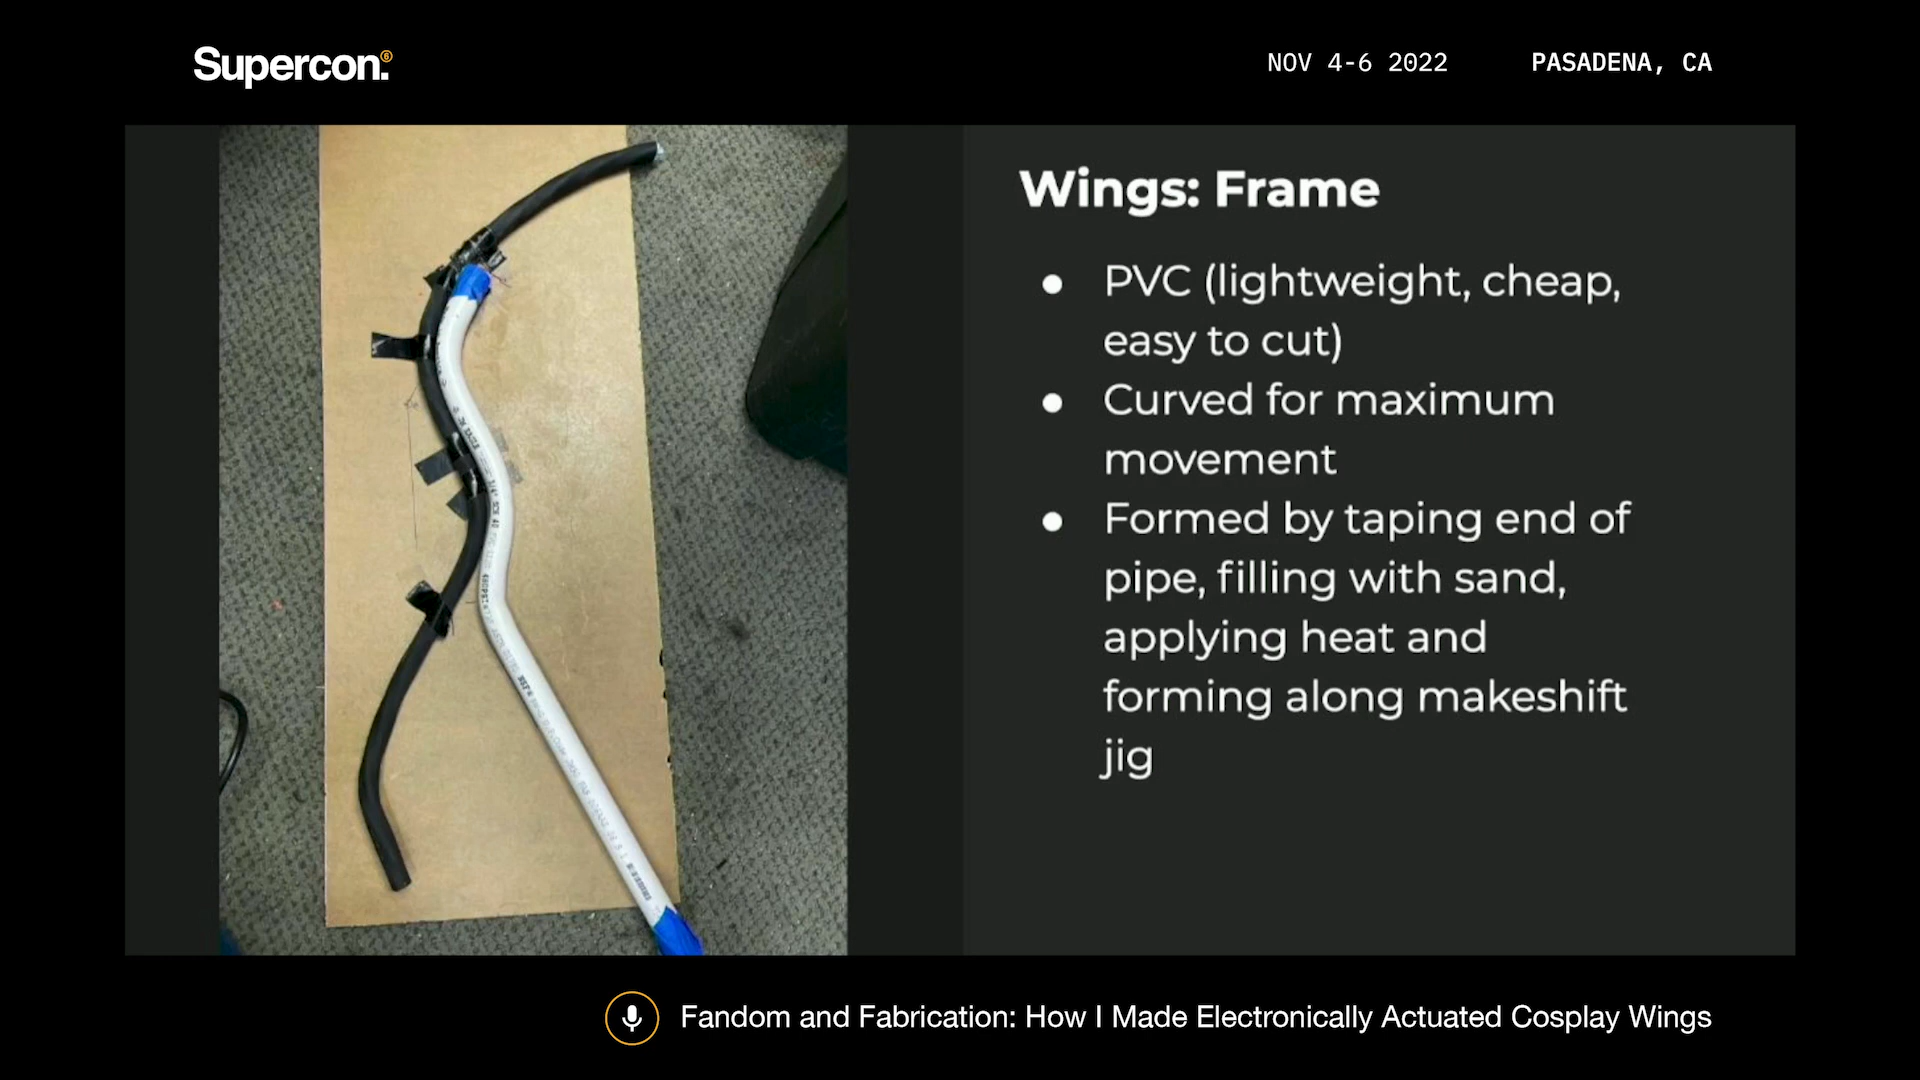 Supercon.6
NOV 4-6 2022
PASADENA, CA
Wings: Frame
● PVC (lightweight, cheap,
easy to cut)
● Curved for maximum
movement
● Formed by taping end of
pipe, filling with sand,
applying heat and
forming along makeshift
jig
Fandom and Fabrication: How I Made Electronically Actuated Cosplay Wings